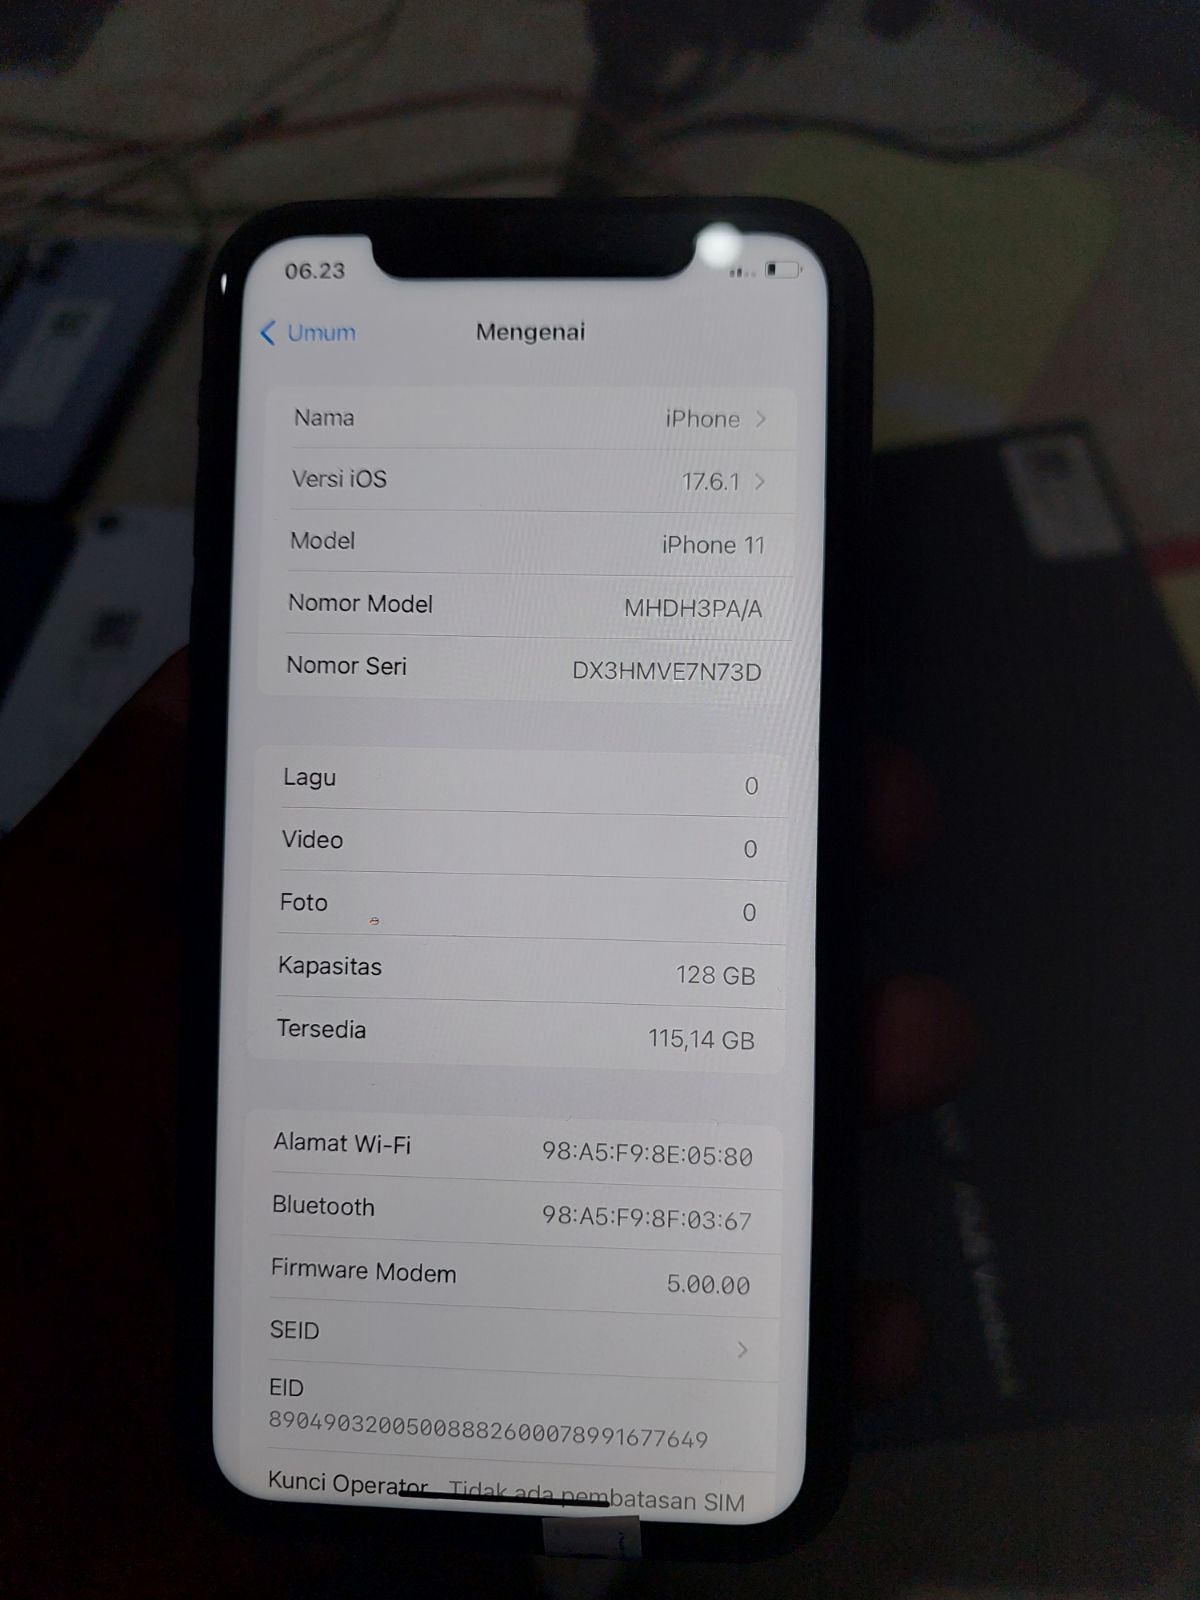 06.23
Umum
Mengenai
Nama iPhone
Versi iOS 17.6.1
Model iPhone 11
Nomor Model MHDH3PA/A
Nomor Seri DX3HMVE7N73D
Lagu 0
Video 0
Foto 0
Kapasitas 128 GB
Tersedia 115,14 GB
Alamat Wi-Fi 98:A5:F9:8E:05:80
Bluetooth 98:A5:F9:8F:03:67
Firmware Modem 5.00.00
SEID
EID
89049032005008882600078991677649
Kunci Operator Tidak ada pembatasan SIM